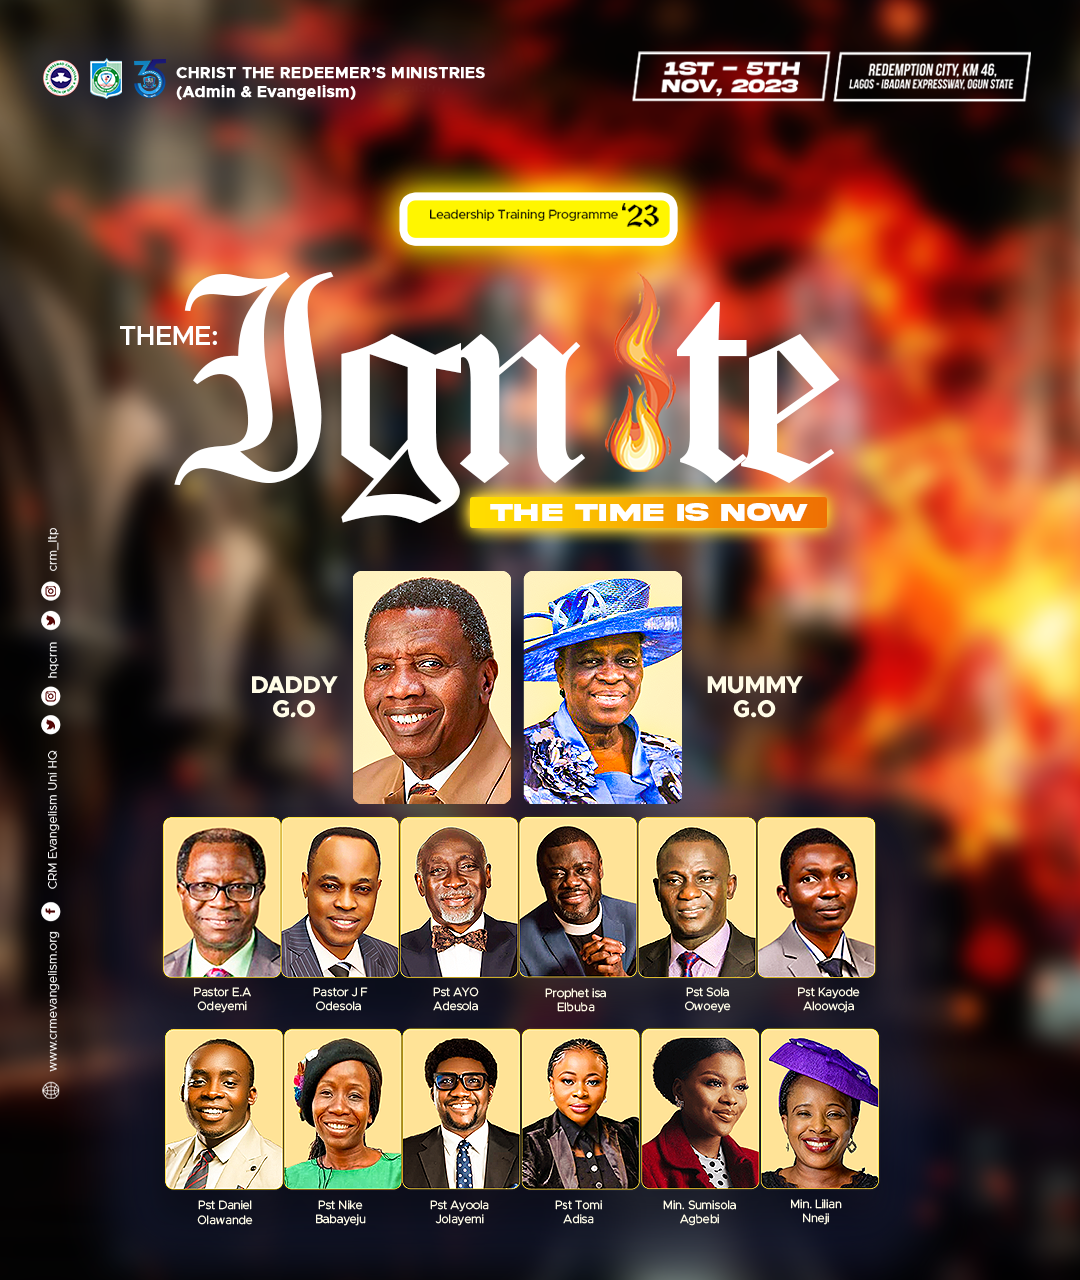 CHRIST THE REDEEMER'S MINISTRIES
(Admin & Evangelism)
1ST – 5TH
NOV, 2023
REDEMPTION CITY, KM 46,
LAGOS - IBADAN EXPRESSWAY, OGUN STATE
Leadership Training Programme ‘23
THEME:
Ignite
THE TIME IS NOW
DADDY
G.O
MUMMY
G.O
Pastor E.A
Odeyemi
Pastor J F
Odesola
Pst AYO
Adesola
Prophet isa
Elbuba
Pst Sola
Owoeye
Pst Kayode
Aloowoja
Pst Daniel
Olawande
Pst Nike
Babayeju
Pst Ayoola
Jolayemi
Pst Tomi
Adisa
Min. Sumisola
Agbebi
Min. Lilian
Nneji
www.crmevangelism.org
CRM Evangelism Uni HQ
hqcrm
crm_ltp